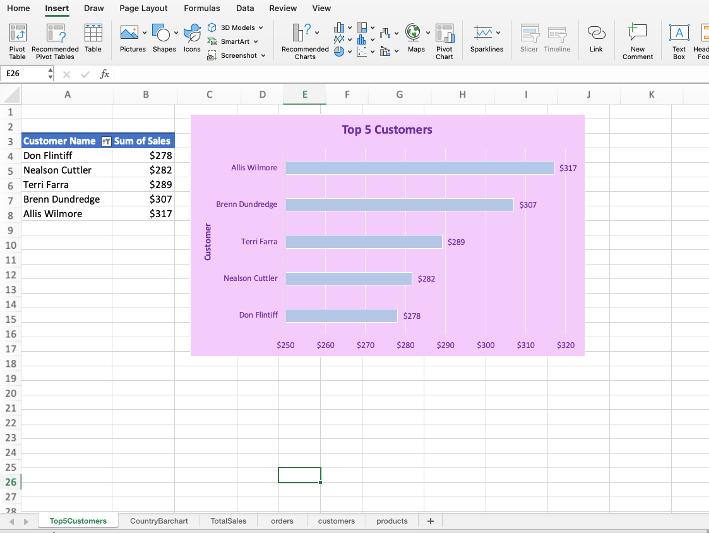 Home Insert Draw Page Layout Formulas Data Review View
Pivot Table
Recommended Pivot Tables
Table
Pictures
Shapes
Icons
3D Models
SmartArt
Screenshot
Recommended Charts
Maps
Pivot Chart
Sparklines
Slicer
Timeline
Link
New Comment
Text Box
E26
fx
A B C D E F G H I J K
1
2
3 Customer Name Sum of Sales
4 Don Flintiff $278
5 Nealson Cuttler $282
6 Terri Farra $289
7 Brenn Dundredge $307
8 Allis Wilmore $317
9
10
11
12
13
14
15
16
17
18
19
20
21
22
23
24
25
26
27
28
Top 5 Customers
Customer
Allis Wilmore $317
Brenn Dundredge $307
Terri Farra $289
Nealson Cuttler $282
Don Flintiff $278
$250 $260 $270 $280 $290 $300 $310 $320
Top5Customers CountryBarchart TotalSales orders customers products +